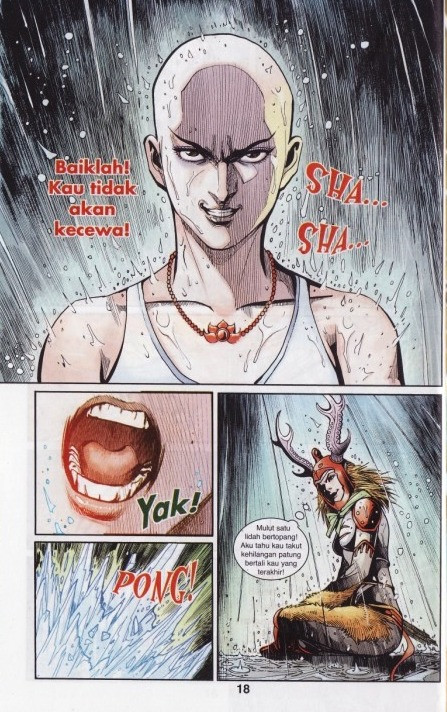 Baiklah!
Kau tidak
akan
kecewa!
SHA...
SHA...
Yak!
PONG!
Mulut satu
lidah bertopang!
Aku tahu kau takut
kehilangan patung
bertali kau yang
terakhir!
18